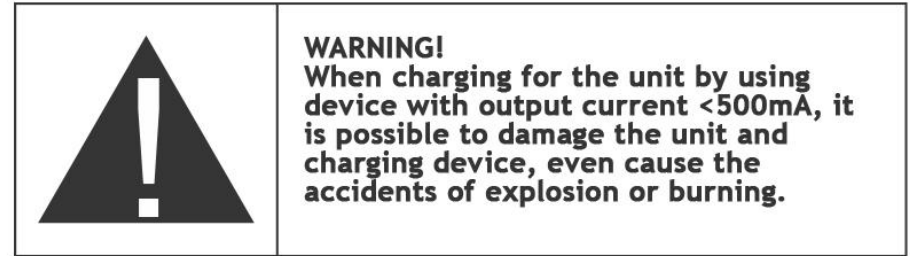 WARNING!
When charging for the unit by using
device with output current <500mA, it
is possible to damage the unit and
charging device, even cause the
accidents of explosion or burning.